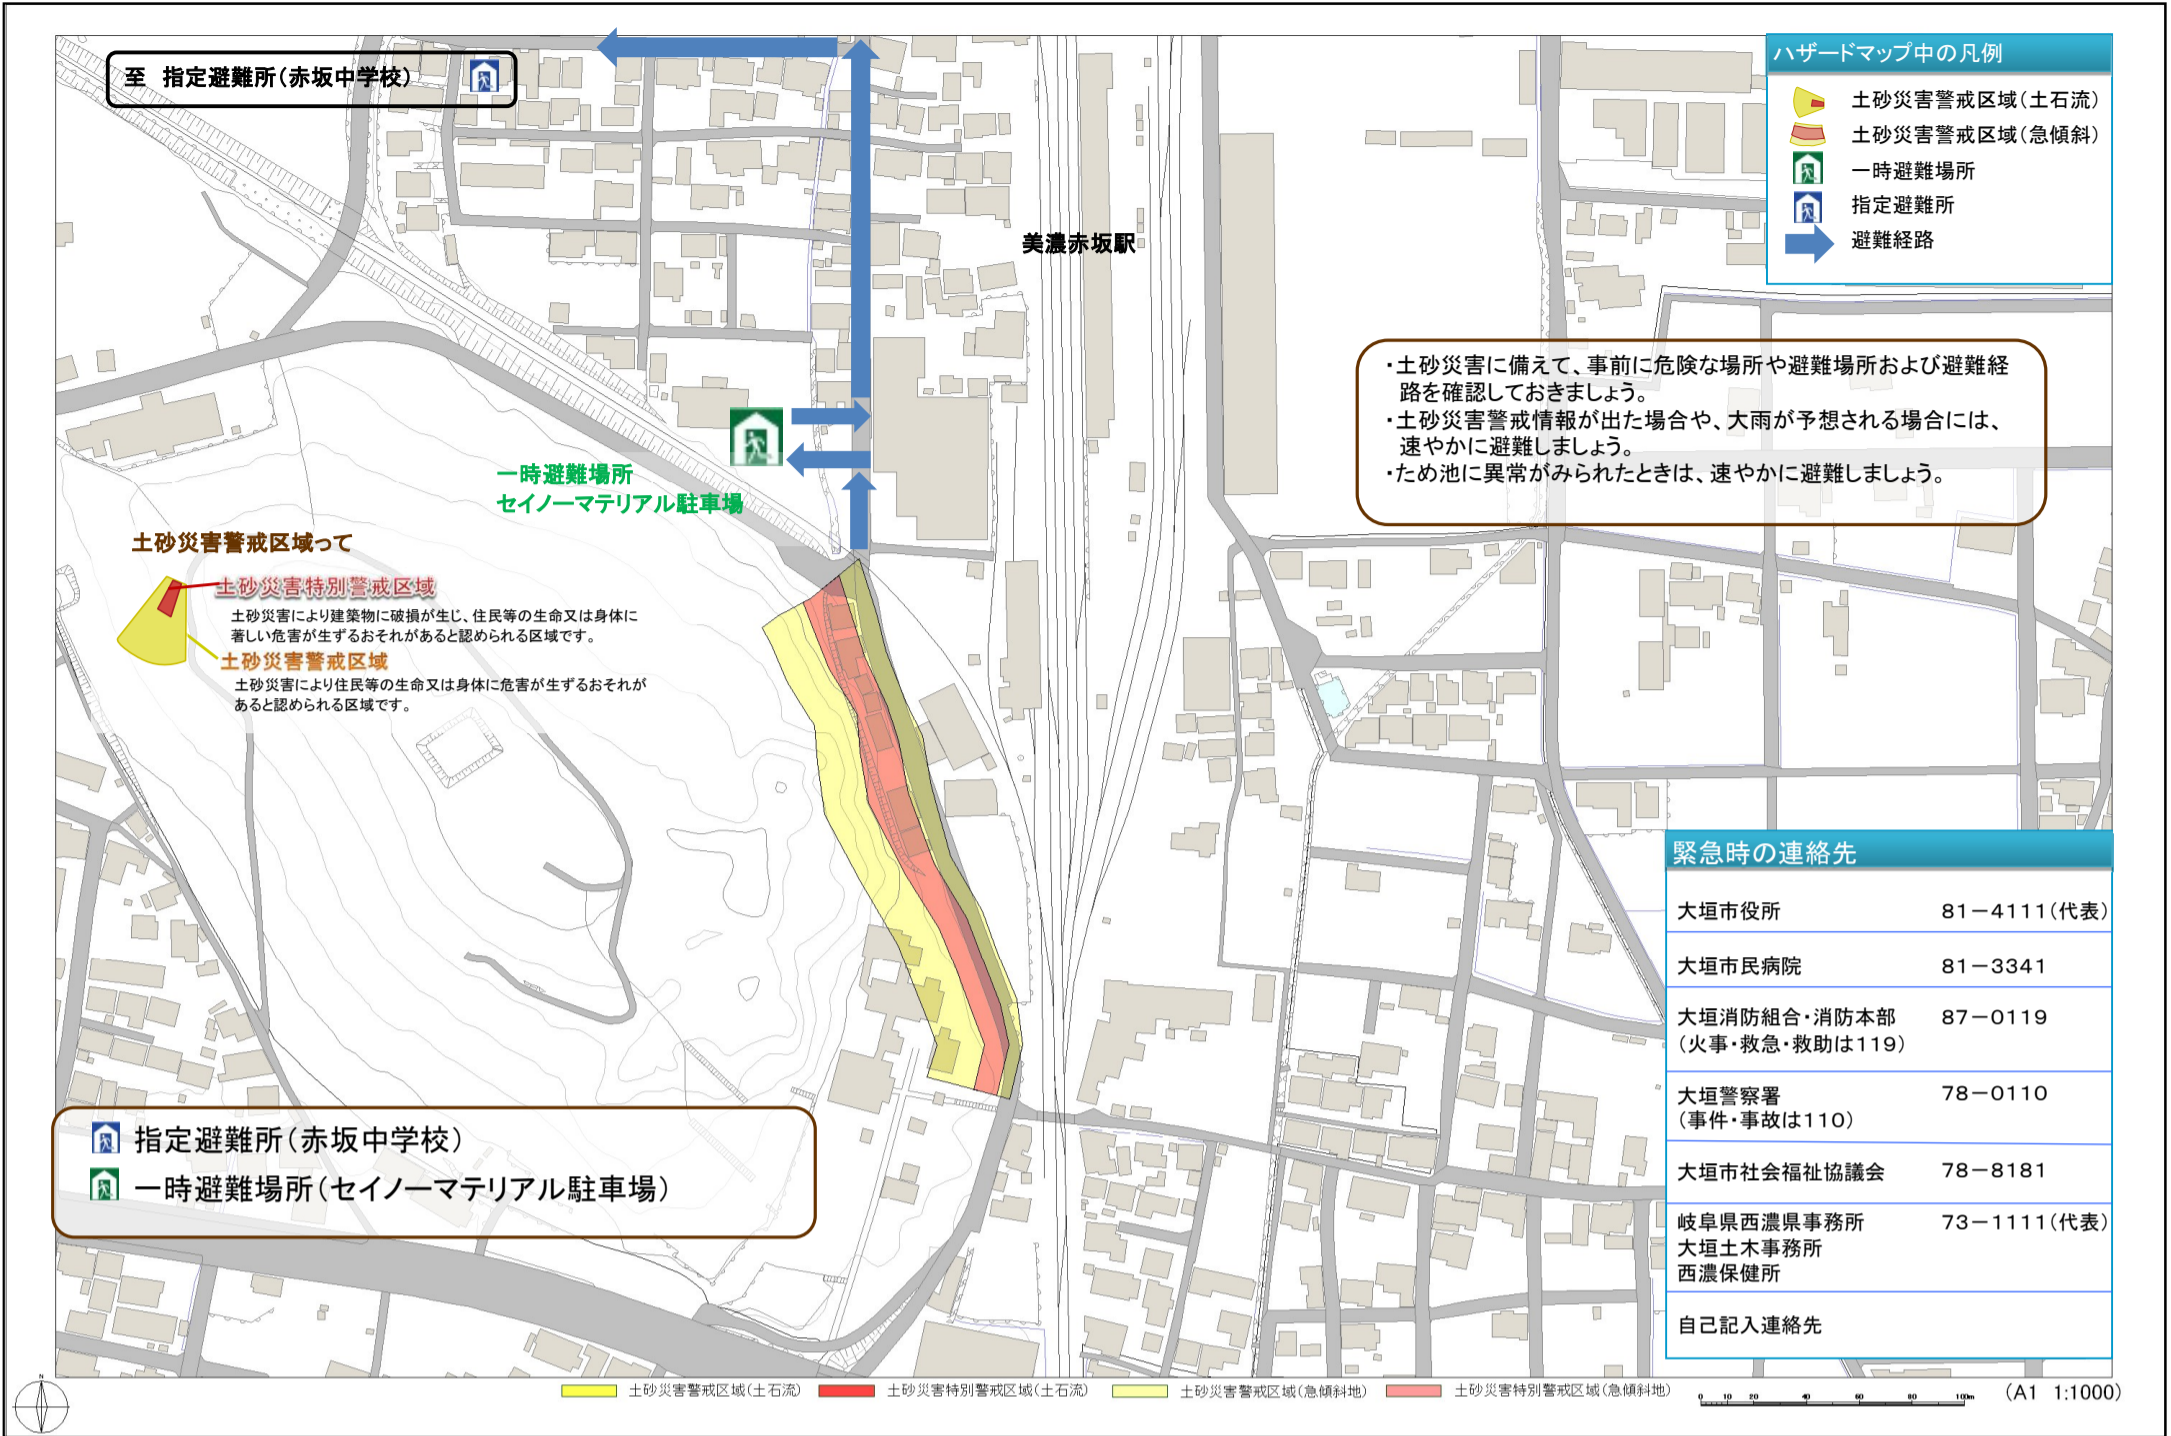 至 指定避難所(赤坂中学校)
ハザードマップ中の凡例
土砂災害警戒区域(土石流)
土砂災害警戒区域(急傾斜)
一時避難場所
指定避難所
避難経路
美濃赤坂駅
・土砂災害に備えて、事前に危険な場所や避難場所および避難経
路を確認しておきましょう。
・土砂災害警戒情報が出た場合や、大雨が予想される場合には、
速やかに避難しましょう。
・ため池に異常がみられたときは、速やかに避難しましょう。
一時避難場所
セイノーマテリアル駐車場
土砂災害警戒区域って
土砂災害特別警戒区域
土砂災害により建築物に破損が生じ、住民等の生命又は身体に
著しい危害が生ずるおそれがあると認められる区域です。
土砂災害警戒区域
土砂災害により住民等の生命又は身体に危害が生ずるおそれが
あると認められる区域です。
緊急時の連絡先
大垣市役所 81-4111(代表)
大垣市民病院 81-3341
大垣消防組合・消防本部 87-0119
(火事・救急・救助は119)
大垣警察署 78-0110
(事件・事故は110)
大垣市社会福祉協議会 78-8181
岐阜県西濃県事務所 73-1111(代表)
大垣土木事務所
西濃保健所
自己記入連絡先
指定避難所(赤坂中学校)
一時避難場所(セイノーマテリアル駐車場)
N
土砂災害警戒区域(土石流) 土砂災害特別警戒区域(土石流) 土砂災害警戒区域(急傾斜地) 土砂災害特別警戒区域(急傾斜地)
0 10 20 40 60 80 100m
(A1 1:1000)